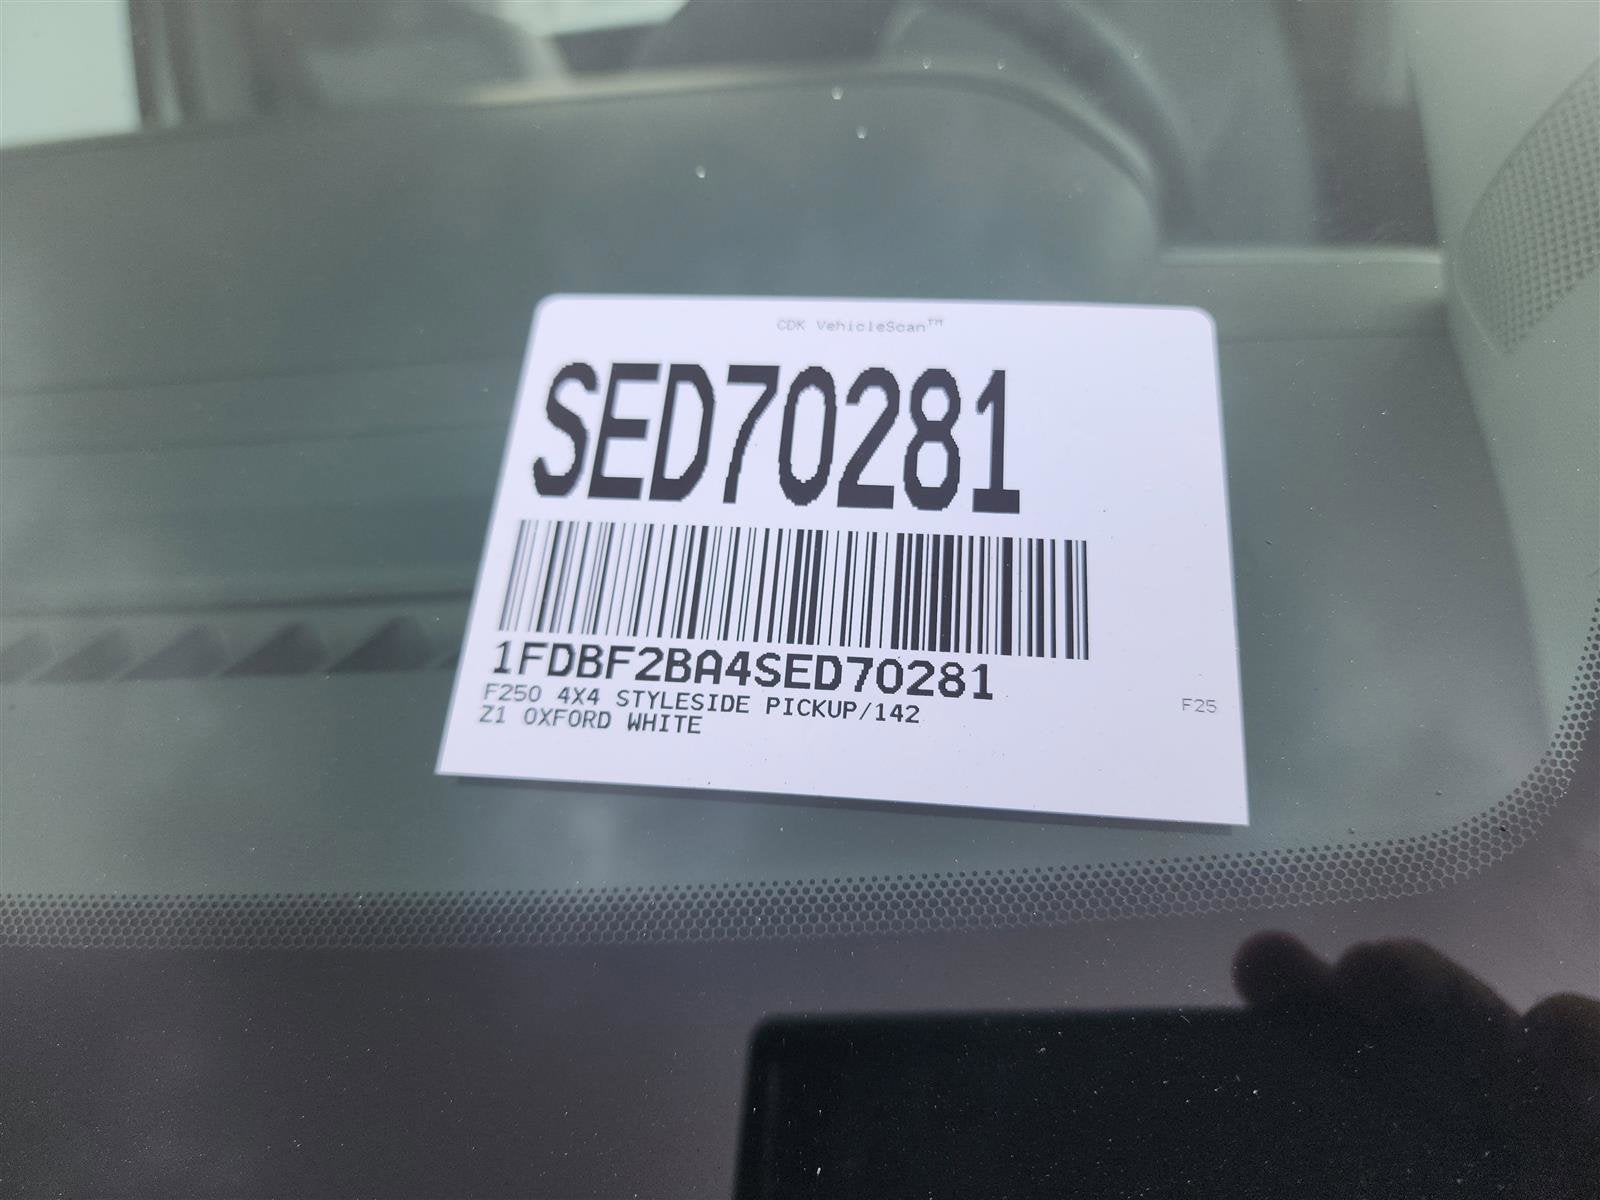 CDK VehicleScan™
SED70281
1FDBF2BA4SED70281
F250 4X4 STYLESIDE PICKUP/142
F25
Z1 OXFORD WHITE